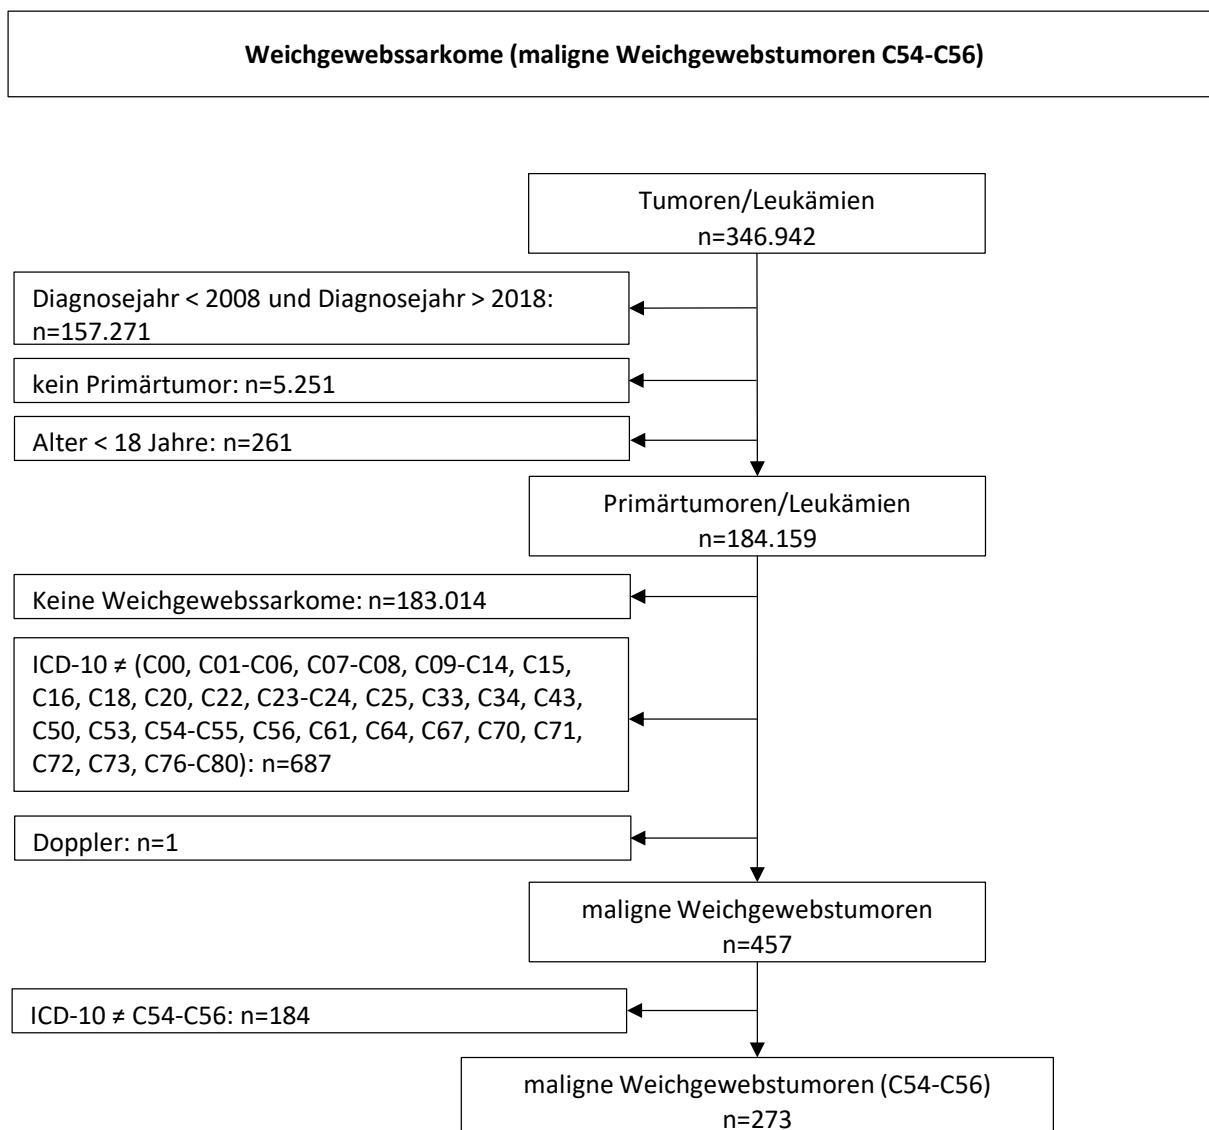 Weichgewebssarkome (maligne Weichgewebstumoren C54-C56)
Tumoren/Leukämien
n=346.942
Diagnosejahr < 2008 und Diagnosejahr > 2018:
n=157.271
kein Primärtumor: n=5.251
Alter < 18 Jahre: n=261
Primärtumoren/Leukämien
n=184.159
Keine Weichgewebssarkome: n=183.014
ICD-10 ≠ (C00, C01-C06, C07-C08, C09-C14, C15,
C16, C18, C20, C22, C23-C24, C25, C33, C34, C43,
C50, C53, C54-C55, C56, C61, C64, C67, C70, C71,
C72, C73, C76-C80): n=687
Doppler: n=1
maligne Weichgewebstumoren
n=457
ICD-10 ≠ C54-C56: n=184
maligne Weichgewebstumoren (C54-C56)
n=273